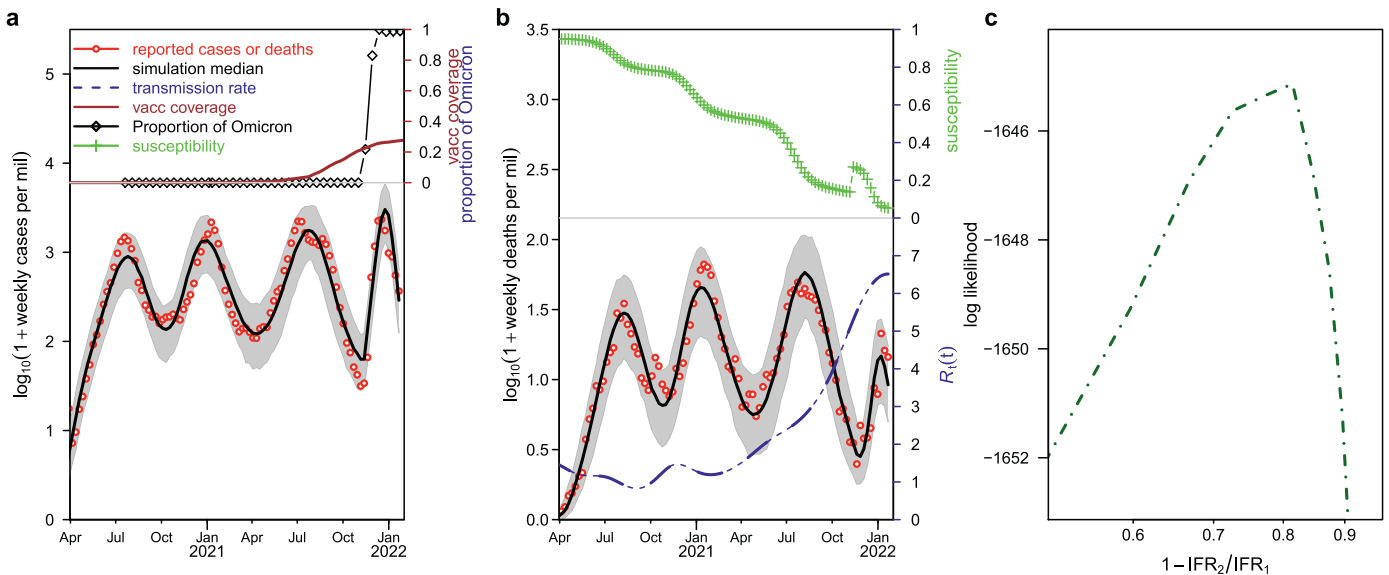 a
reported cases or deaths
simulation median
transmission rate
vacc coverage
Proportion of Omicron
susceptibility
log10(1 + weekly cases per mil)
0
1
2
3
4
5
0
0.2
0.4
0.6
0.8
1
vacc coverage
proportion of Omicron
Apr Jul Oct Jan Apr Jul Oct Jan
2021 2022
b
log10(1 + weekly deaths per mil)
0.0
0.5
1.0
1.5
2.0
2.5
3.0
3.5
0
0.2
0.4
0.6
0.8
1
susceptibility
0
1
2
3
4
5
6
7
Rt(t)
Apr Jul Oct Jan Apr Jul Oct Jan
2021 2022
c
log likelihood
−1646
−1648
−1650
−1652
0.6 0.7 0.8 0.9
1 − IFR2/IFR1